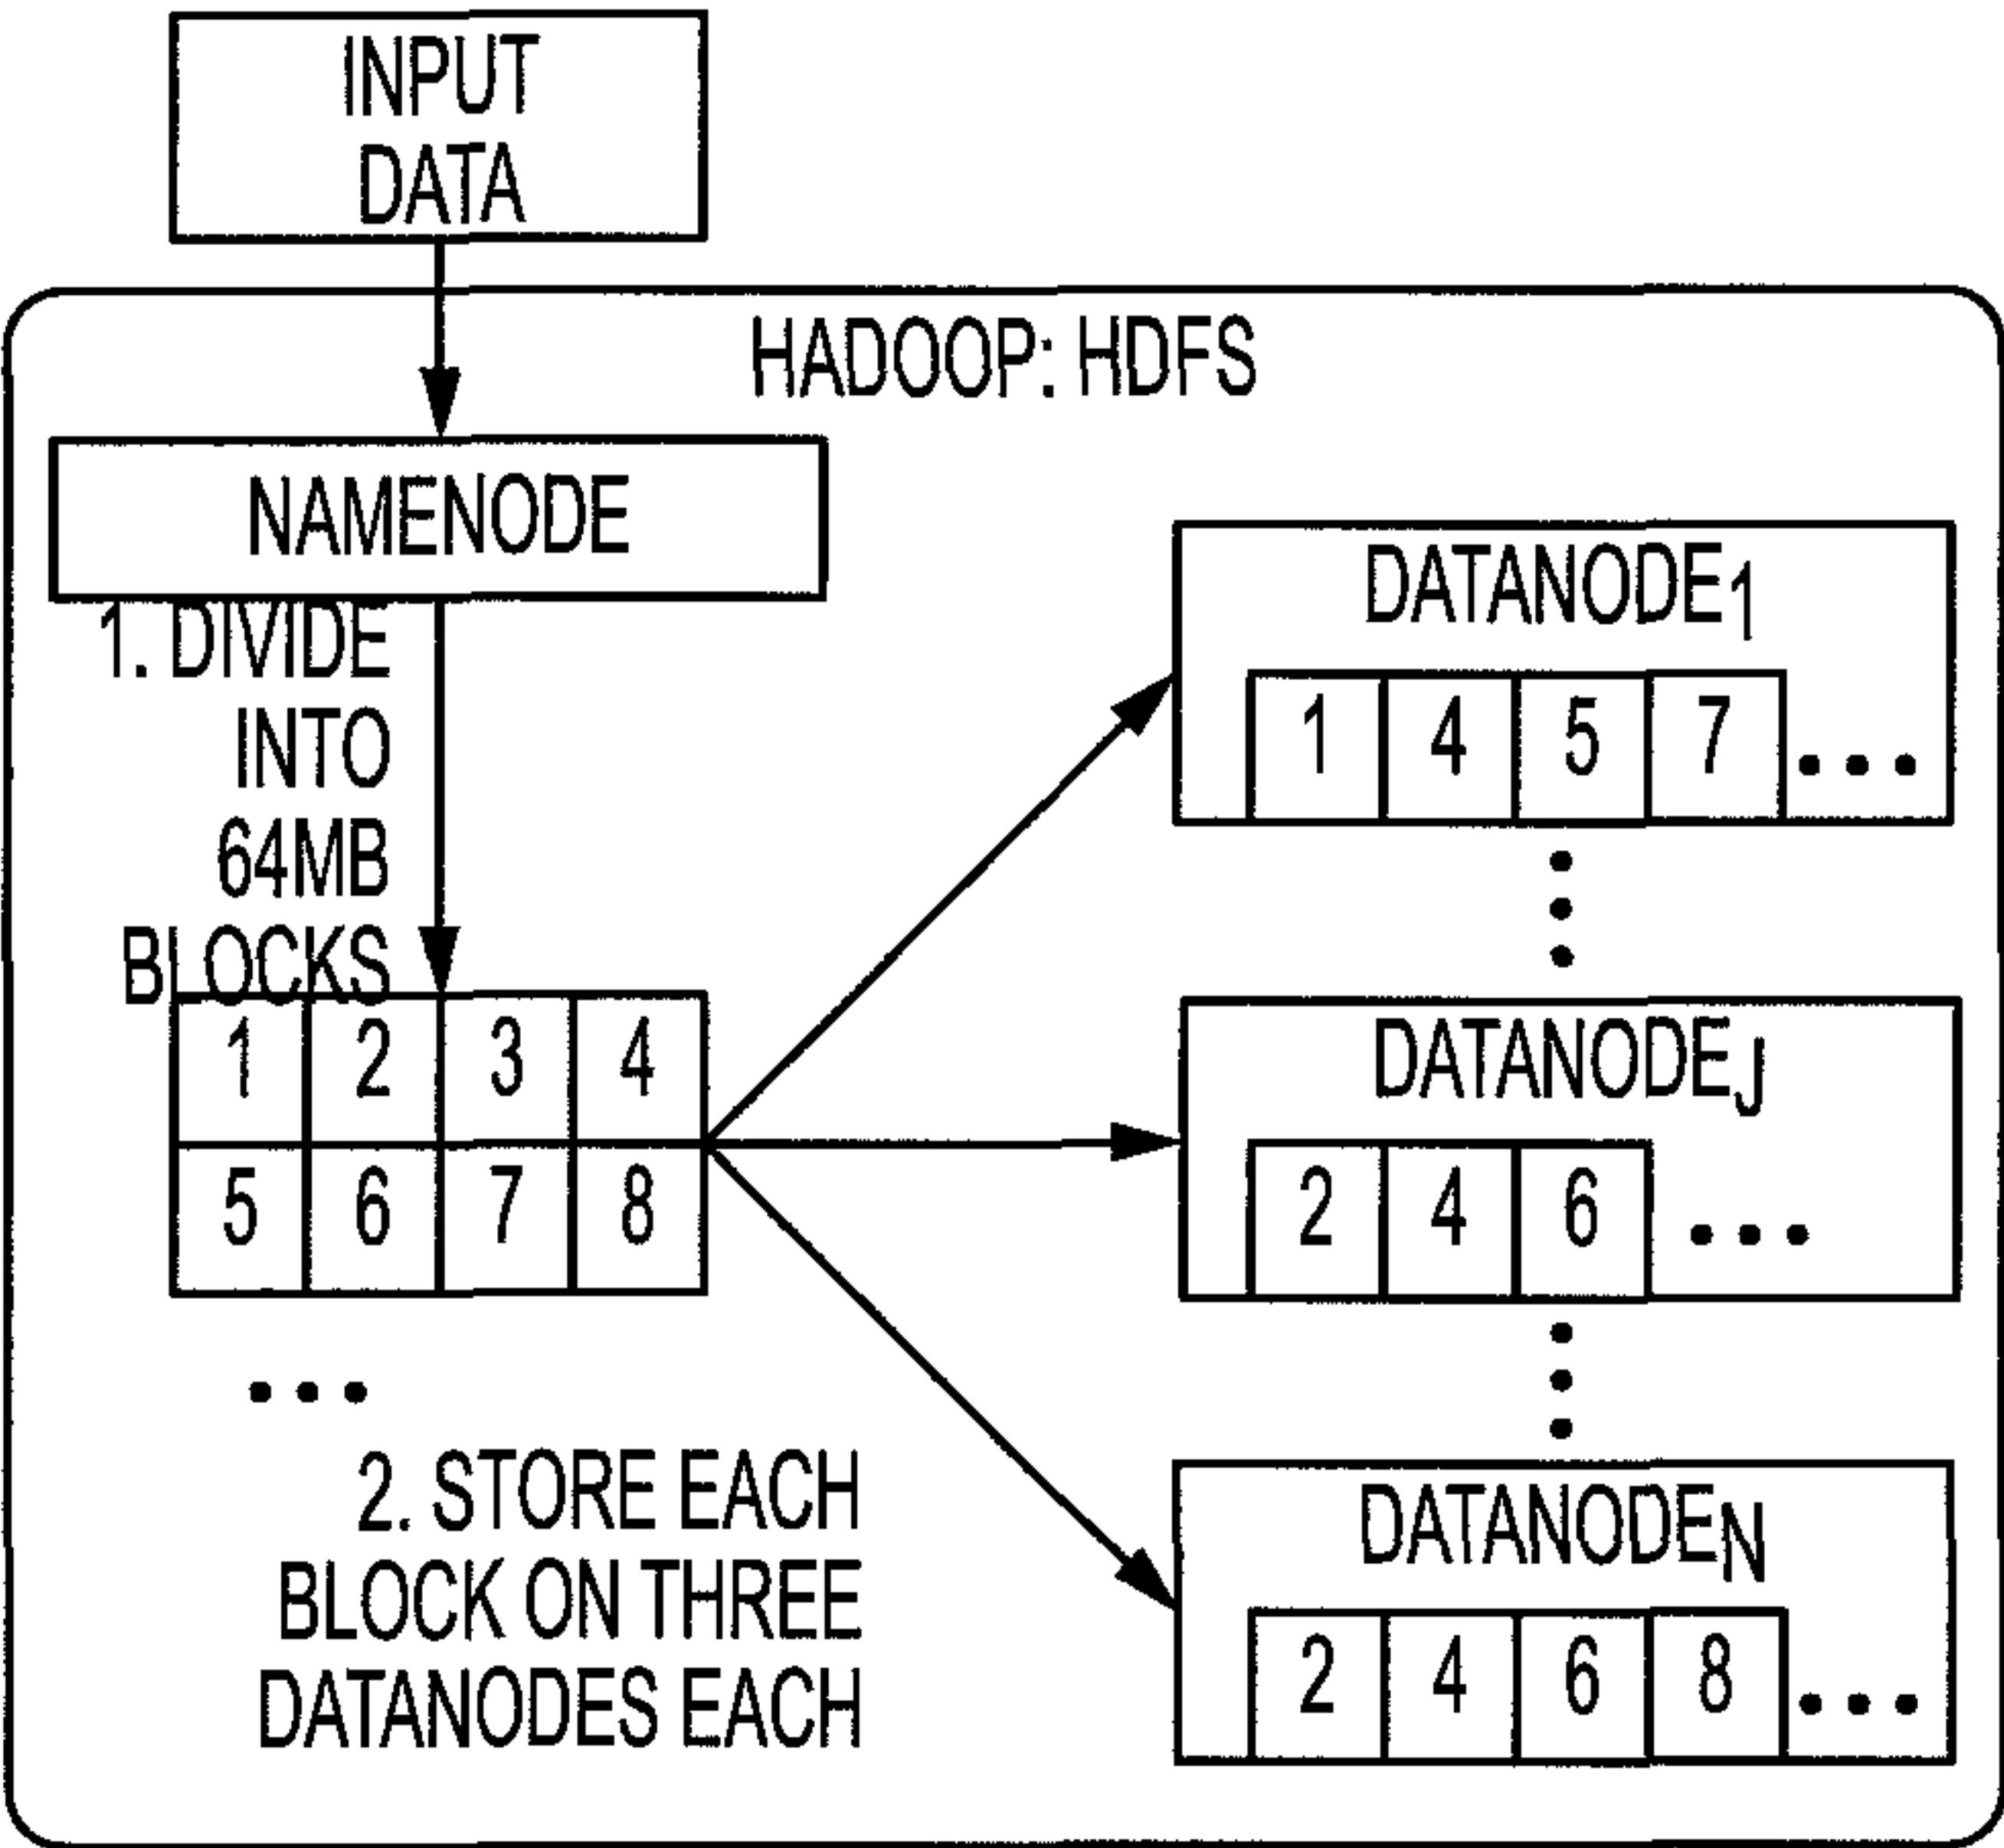 INPUT
DATA
HADOOP: HDFS
NAMENODE
1. DIVIDE
INTO
64MB
BLOCKS
1 2 3 4
5 6 7 8
...
2. STORE EACH
BLOCK ON THREE
DATANODES EACH
DATANODE1
1 4 5 7 ...
DATANODEJ
2 4 6 ...
DATANODEN
2 4 6 8 ...